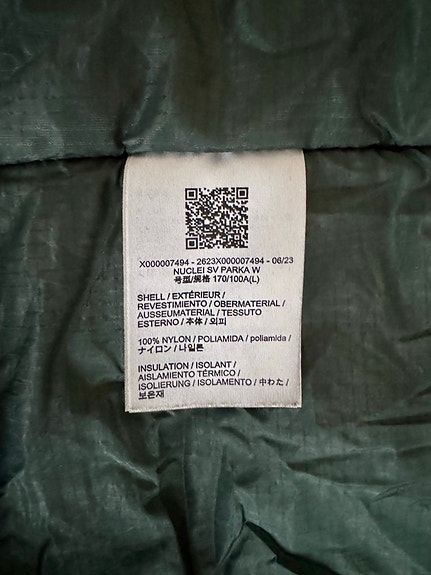 X000007494 - 2623X000007494 - 06/23
NUCLEI SV PARKA W
号型/規格 170/100A(L)
SHELL / EXTÉRIEUR /
REVESTIMIENTO / OBERMATERIAL /
AUSSEUMATERIAL / TESSUTO
ESTERNO / 本体 / 외피
100% NYLON / POLIAMIDA / poliamida /
ナイロン / 나일론
INSULATION / ISOLANT /
AISLAMIENTO TÉRMICO /
ISOLIERUNG / ISOLAMENTO / 中わた /
보온재